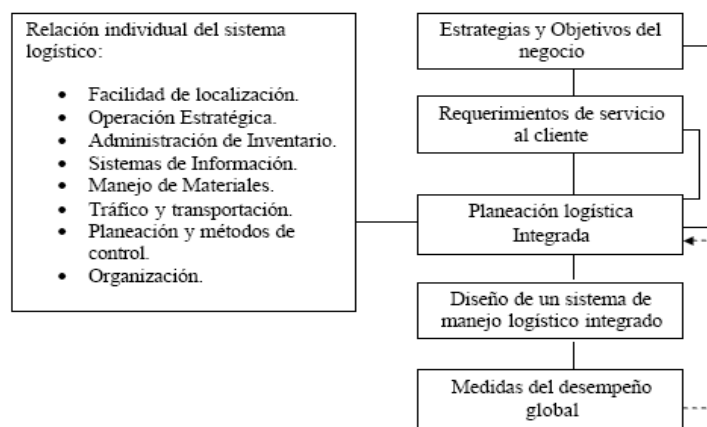 Relación individual del sistema
logístico:
• Facilidad de localización.
• Operación Estratégica.
• Administración de Inventario.
• Sistemas de Información.
• Manejo de Materiales.
• Tráfico y transportación.
• Planeación y métodos de
control.
• Organización.
Estrategias y Objetivos del
negocio
Requerimientos de servicio
al cliente
Planeación logística
Integrada
Diseño de un sistema de
manejo logístico integrado
Medidas del desempeño
global